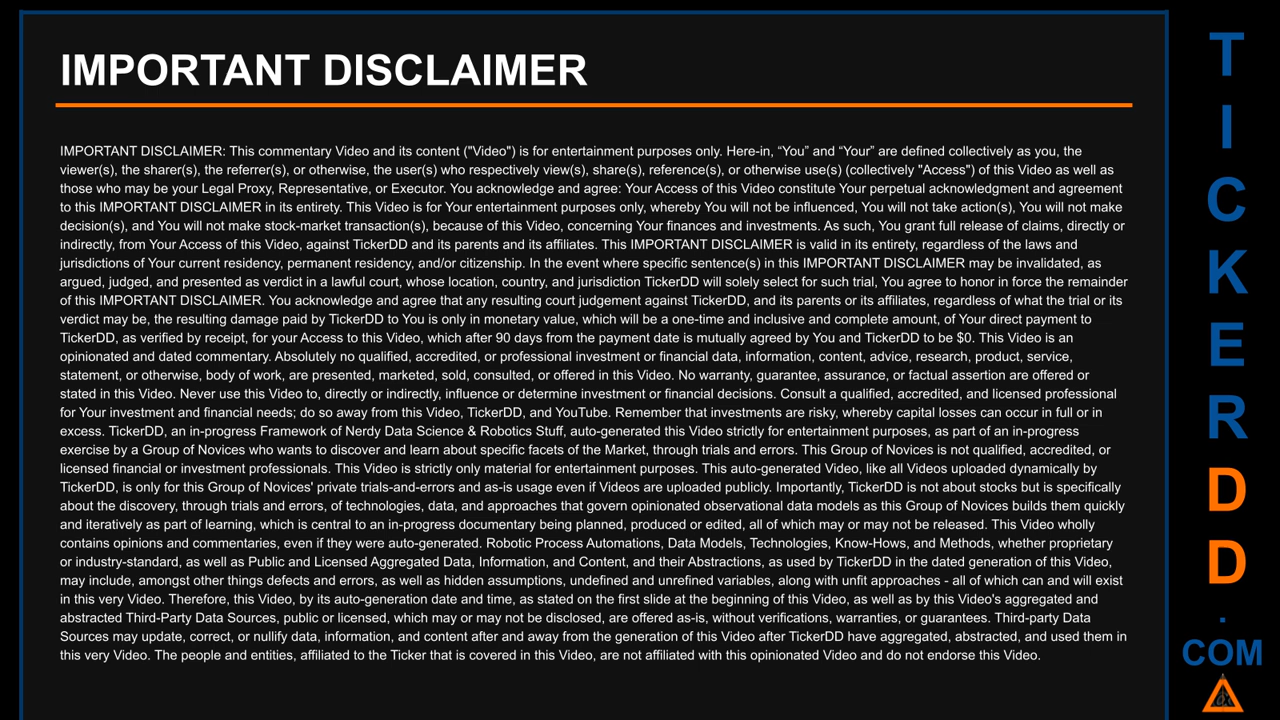 IMPORTANT DISCLAIMER
IMPORTANT DISCLAIMER: This commentary Video and its content ("Video") is for entertainment purposes only. Here-in, “You” and “Your” are defined collectively as you, the
viewer(s), the sharer(s), the referrer(s), or otherwise, the user(s) who respectively view(s), share(s), reference(s), or otherwise use(s) (collectively "Access") of this Video as well as
those who may be your Legal Proxy, Representative, or Executor. You acknowledge and agree: Your Access of this Video constitute Your perpetual acknowledgment and agreement
to this IMPORTANT DISCLAIMER in its entirety. This Video is for Your entertainment purposes only, whereby You will not be influenced, You will not take action(s), You will not make
decision(s), and You will not make stock-market transaction(s), because of this Video, concerning Your finances and investments. As such, You grant full release of claims, directly or
indirectly, from Your Access of this Video, against TickerDD and its parents and its affiliates. This IMPORTANT DISCLAIMER is valid in its entirety, regardless of the laws and
jurisdictions of Your current residency, permanent residency, and/or citizenship. In the event where specific sentence(s) in this IMPORTANT DISCLAIMER may be invalidated, as
argued, judged, and presented as verdict in a lawful court, whose location, country, and jurisdiction TickerDD will solely select for such trial, You agree to honor in force the remainder
of this IMPORTANT DISCLAIMER. You acknowledge and agree that any resulting court judgement against TickerDD, and its parents or its affiliates, regardless of what the trial or its
verdict may be, the resulting damage paid by TickerDD to You is only in monetary value, which will be a one-time and inclusive and complete amount, of Your direct payment to
TickerDD, as verified by receipt, for your Access to this Video, which after 90 days from the payment date is mutually agreed by You and TickerDD to be $0. This Video is an
opinionated and dated commentary. Absolutely no qualified, accredited, or professional investment or financial data, information, content, advice, research, product, service,
statement, or otherwise, body of work, are presented, marketed, sold, consulted, or offered in this Video. No warranty, guarantee, assurance, or factual assertion are offered or
stated in this Video. Never use this Video to, directly or indirectly, influence or determine investment or financial decisions. Consult a qualified, accredited, and licensed professional
for Your investment and financial needs; do so away from this Video, TickerDD, and YouTube. Remember that investments are risky, whereby capital losses can occur in full or in
excess. TickerDD, an in-progress Framework of Nerdy Data Science & Robotics Stuff, auto-generated this Video strictly for entertainment purposes, as part of an in-progress
exercise by a Group of Novices who wants to discover and learn about specific facets of the Market, through trials and errors. This Group of Novices is not qualified, accredited, or
licensed financial or investment professionals. This Video is strictly only material for entertainment purposes. This auto-generated Video, like all Videos uploaded dynamically by
TickerDD, is only for this Group of Novices' private trials-and-errors and as-is usage even if Videos are uploaded publicly. Importantly, TickerDD is not about stocks but is specifically
about the discovery, through trials and errors, of technologies, data, and approaches that govern opinionated observational data models as this Group of Novices builds them quickly
and iteratively as part of learning, which is central to an in-progress documentary being planned, produced or edited, all of which may or may not be released. This Video wholly
contains opinions and commentaries, even if they were auto-generated. Robotic Process Automations, Data Models, Technologies, Know-Hows, and Methods, whether proprietary
or industry-standard, as well as Public and Licensed Aggregated Data, Information, and Content, and their Abstractions, as used by TickerDD in the dated generation of this Video,
may include, amongst other things defects and errors, as well as hidden assumptions, undefined and unrefined variables, along with unfit approaches - all of which can and will exist
in this very Video. Therefore, this Video, by its auto-generation date and time, as stated on the first slide at the beginning of this Video, as well as by this Video's aggregated and
abstracted Third-Party Data Sources, public or licensed, which may or may not be disclosed, are offered as-is, without verifications, warranties, or guarantees. Third-party Data
Sources may update, correct, or nullify data, information, and content after and away from the generation of this Video after TickerDD have aggregated, abstracted, and used them in
this very Video. The people and entities, affiliated to the Ticker that is covered in this Video, are not affiliated with this opinionated Video and do not endorse this Video.
T
I
C
K
E
R
D
D
.
COM